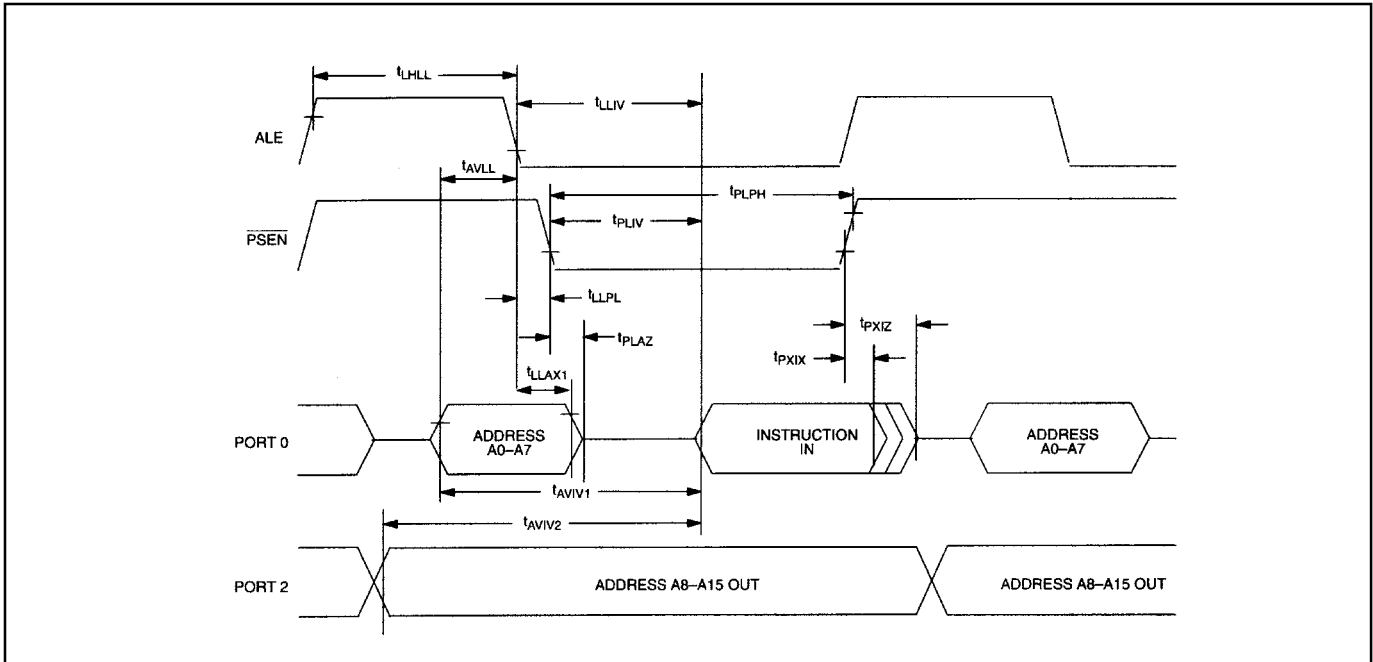 tLHLL
tLLIV
ALE
tAVLL
tPLPH
PSEN
tPLIV
tLLPL
tPXIZ
tPLAZ
tPXIX
tLLAX1
PORT 0
ADDRESS
A0–A7
INSTRUCTION
IN
ADDRESS
A0–A7
tAVIV1
tAVIV2
PORT 2
ADDRESS A8–A15 OUT
ADDRESS A8–A15 OUT